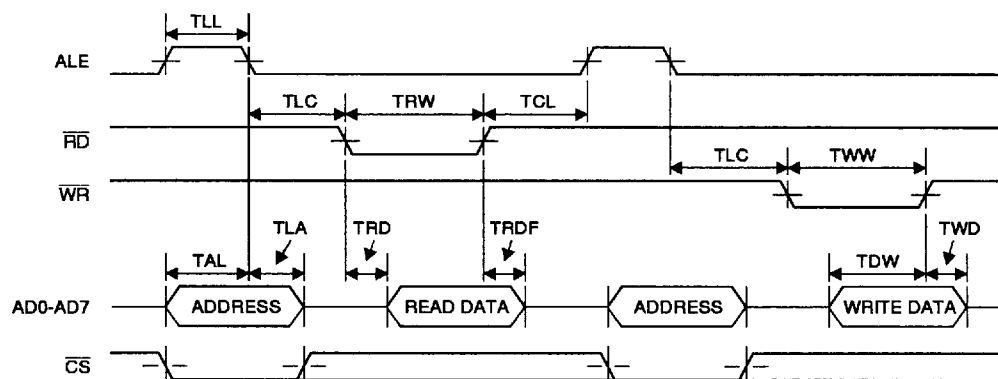 TLL
ALE
TLC TRW TCL
RD
TLC TWW
WR
TLA TRD TRDF TWD
TAL TDW
AD0-AD7 ADDRESS READ DATA ADDRESS WRITE DATA
CS